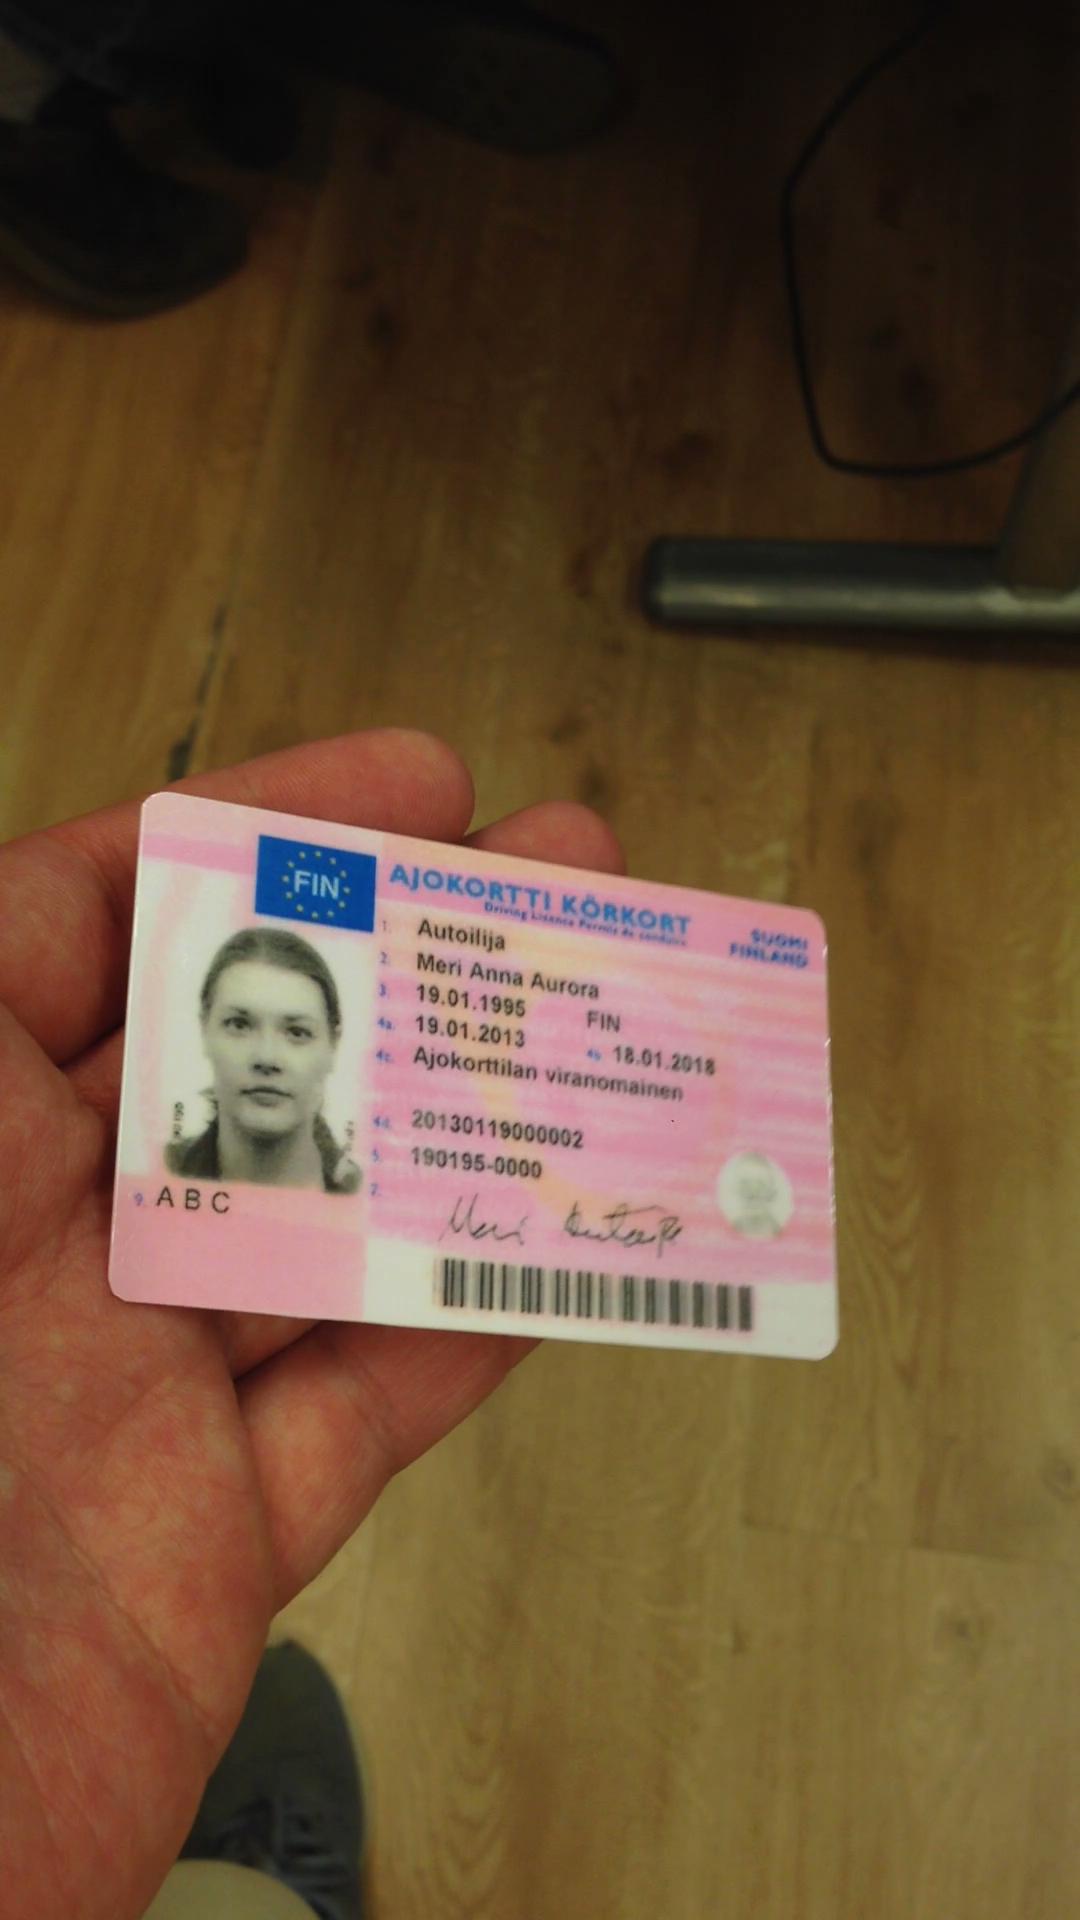 FIN
AJOKORTTI KÖRKORT
Driving Licence Permis de conduire
SUOMI
FINLAND
1. Autoilija
2. Meri Anna Aurora
3. 19.01.1995 FIN
4a. 19.01.2013 4b. 18.01.2018
4c. Ajokorttilan viranomainen
4d. 20130119000002
5. 190195-0000
7. Meri
9. A B C